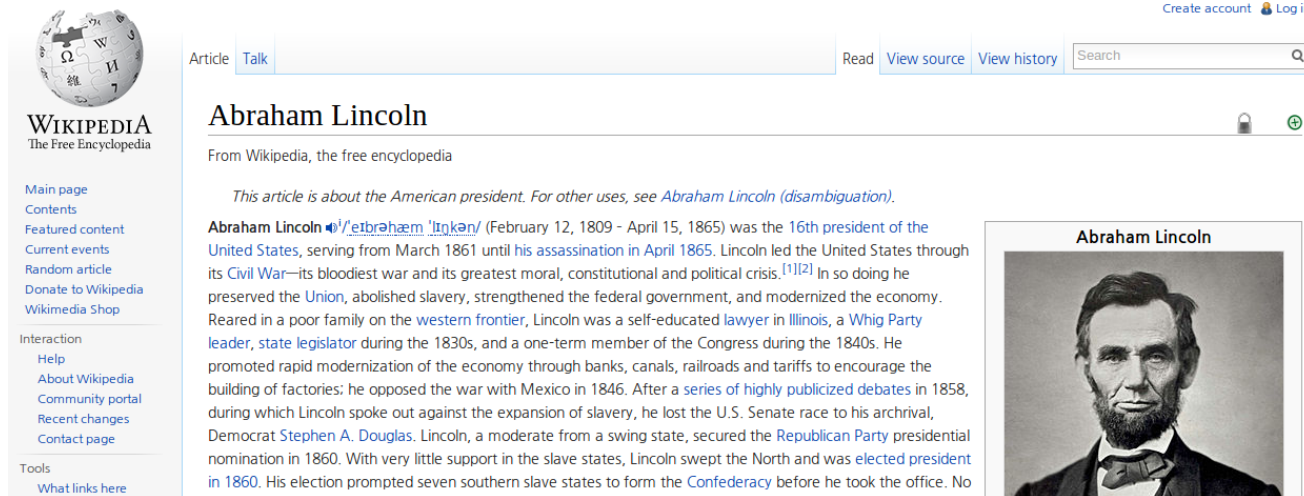 Create account Log i
Article Talk Read View source View history Search
WIKIPEDIA
The Free Encyclopedia
Main page
Contents
Featured content
Current events
Random article
Donate to Wikipedia
Wikimedia Shop
Interaction
Help
About Wikipedia
Community portal
Recent changes
Contact page
Tools
What links here
Abraham Lincoln
From Wikipedia, the free encyclopedia
This article is about the American president. For other uses, see Abraham Lincoln (disambiguation).
Abraham Lincoln i/ˈeɪbrəhæm ˈlɪŋkən/ (February 12, 1809 - April 15, 1865) was the 16th president of the
United States, serving from March 1861 until his assassination in April 1865. Lincoln led the United States through
its Civil War—its bloodiest war and its greatest moral, constitutional and political crisis.[1][2] In so doing he
preserved the Union, abolished slavery, strengthened the federal government, and modernized the economy.
Reared in a poor family on the western frontier, Lincoln was a self-educated lawyer in Illinois, a Whig Party
leader, state legislator during the 1830s, and a one-term member of the Congress during the 1840s. He
promoted rapid modernization of the economy through banks, canals, railroads and tariffs to encourage the
building of factories; he opposed the war with Mexico in 1846. After a series of highly publicized debates in 1858,
during which Lincoln spoke out against the expansion of slavery, he lost the U.S. Senate race to his archrival,
Democrat Stephen A. Douglas. Lincoln, a moderate from a swing state, secured the Republican Party presidential
nomination in 1860. With very little support in the slave states, Lincoln swept the North and was elected president
in 1860. His election prompted seven southern slave states to form the Confederacy before he took the office. No
Abraham Lincoln